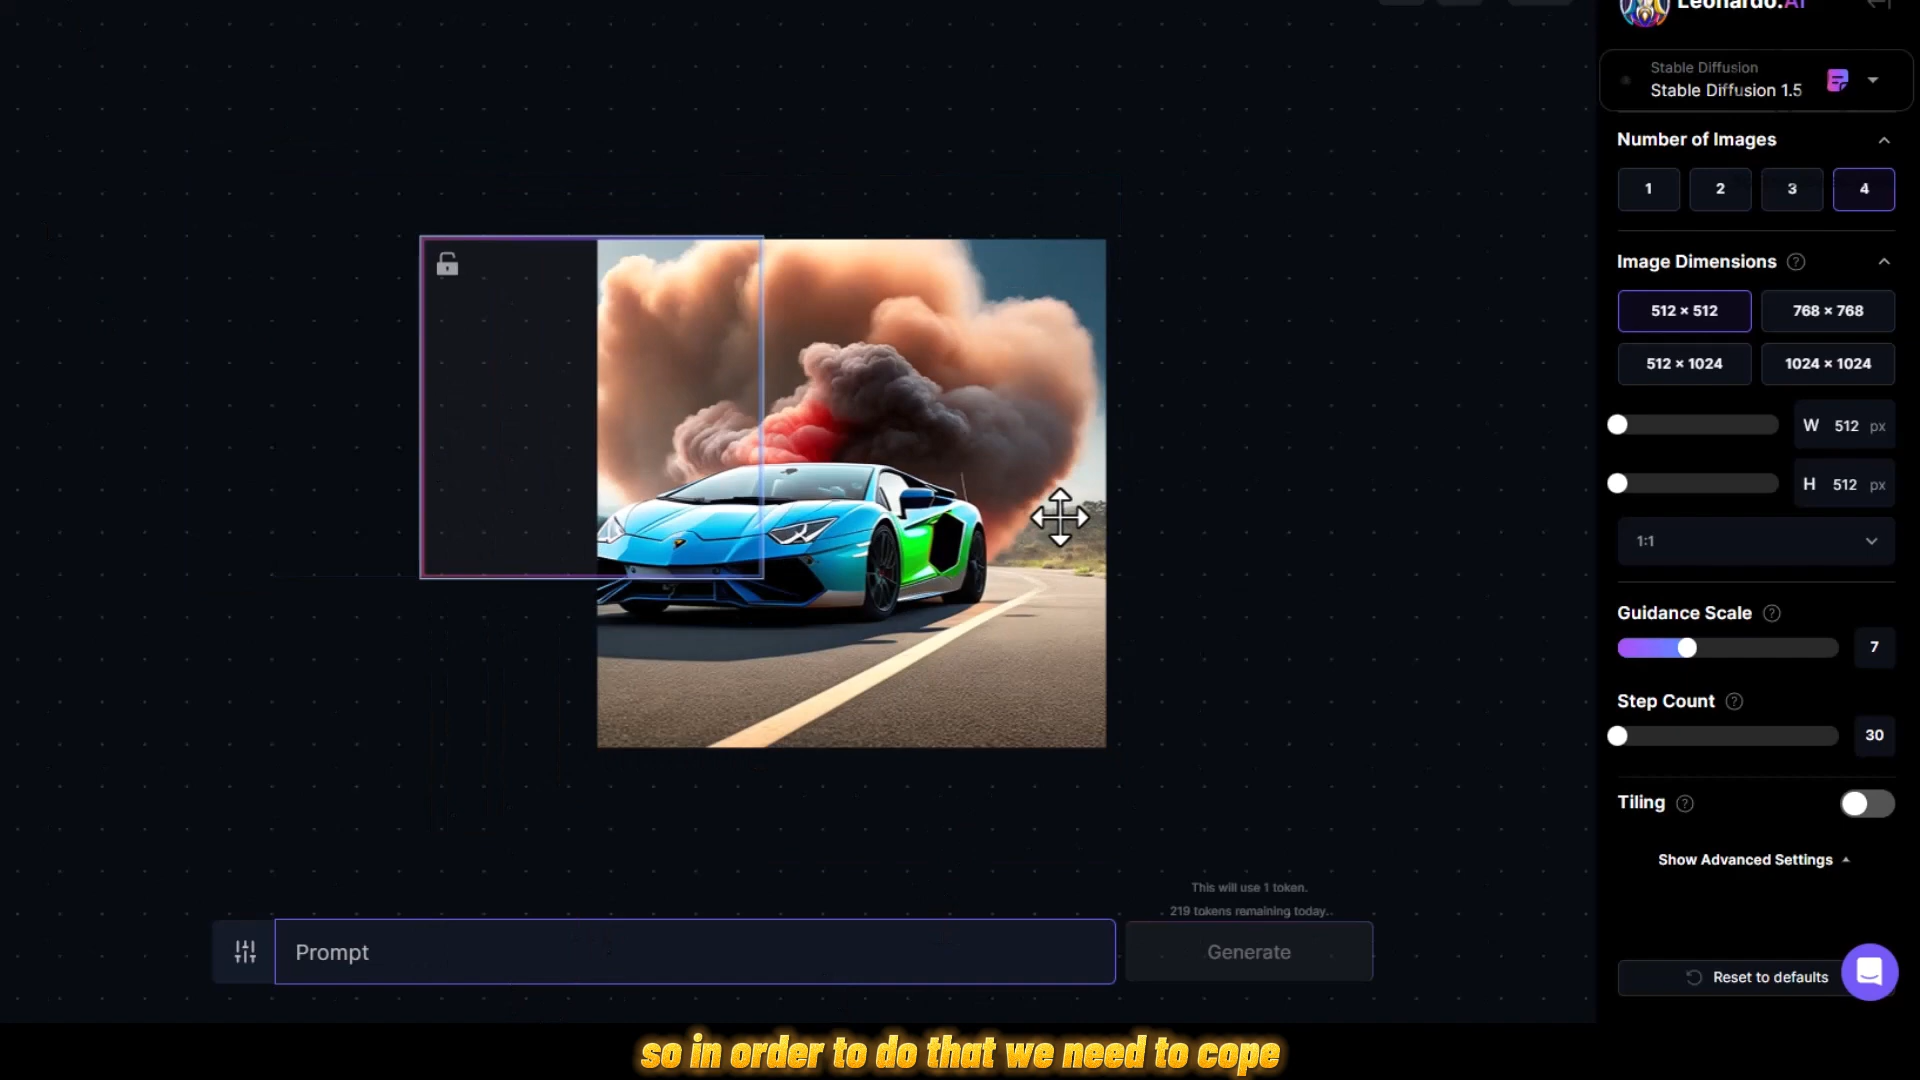 Leonardo.Ai
Stable Diffusion
Stable Diffusion 1.5
Number of Images
1 2 3 4
Image Dimensions ?
512 × 512 768 × 768
512 × 1024 1024 × 1024
W 512 px
H 512 px
1:1
Guidance Scale ?
7
Step Count ?
30
Tiling ?
Show Advanced Settings
This will use 1 token.
219 tokens remaining today.
Prompt
Generate
Reset to defaults
so in order to do that we need to cope